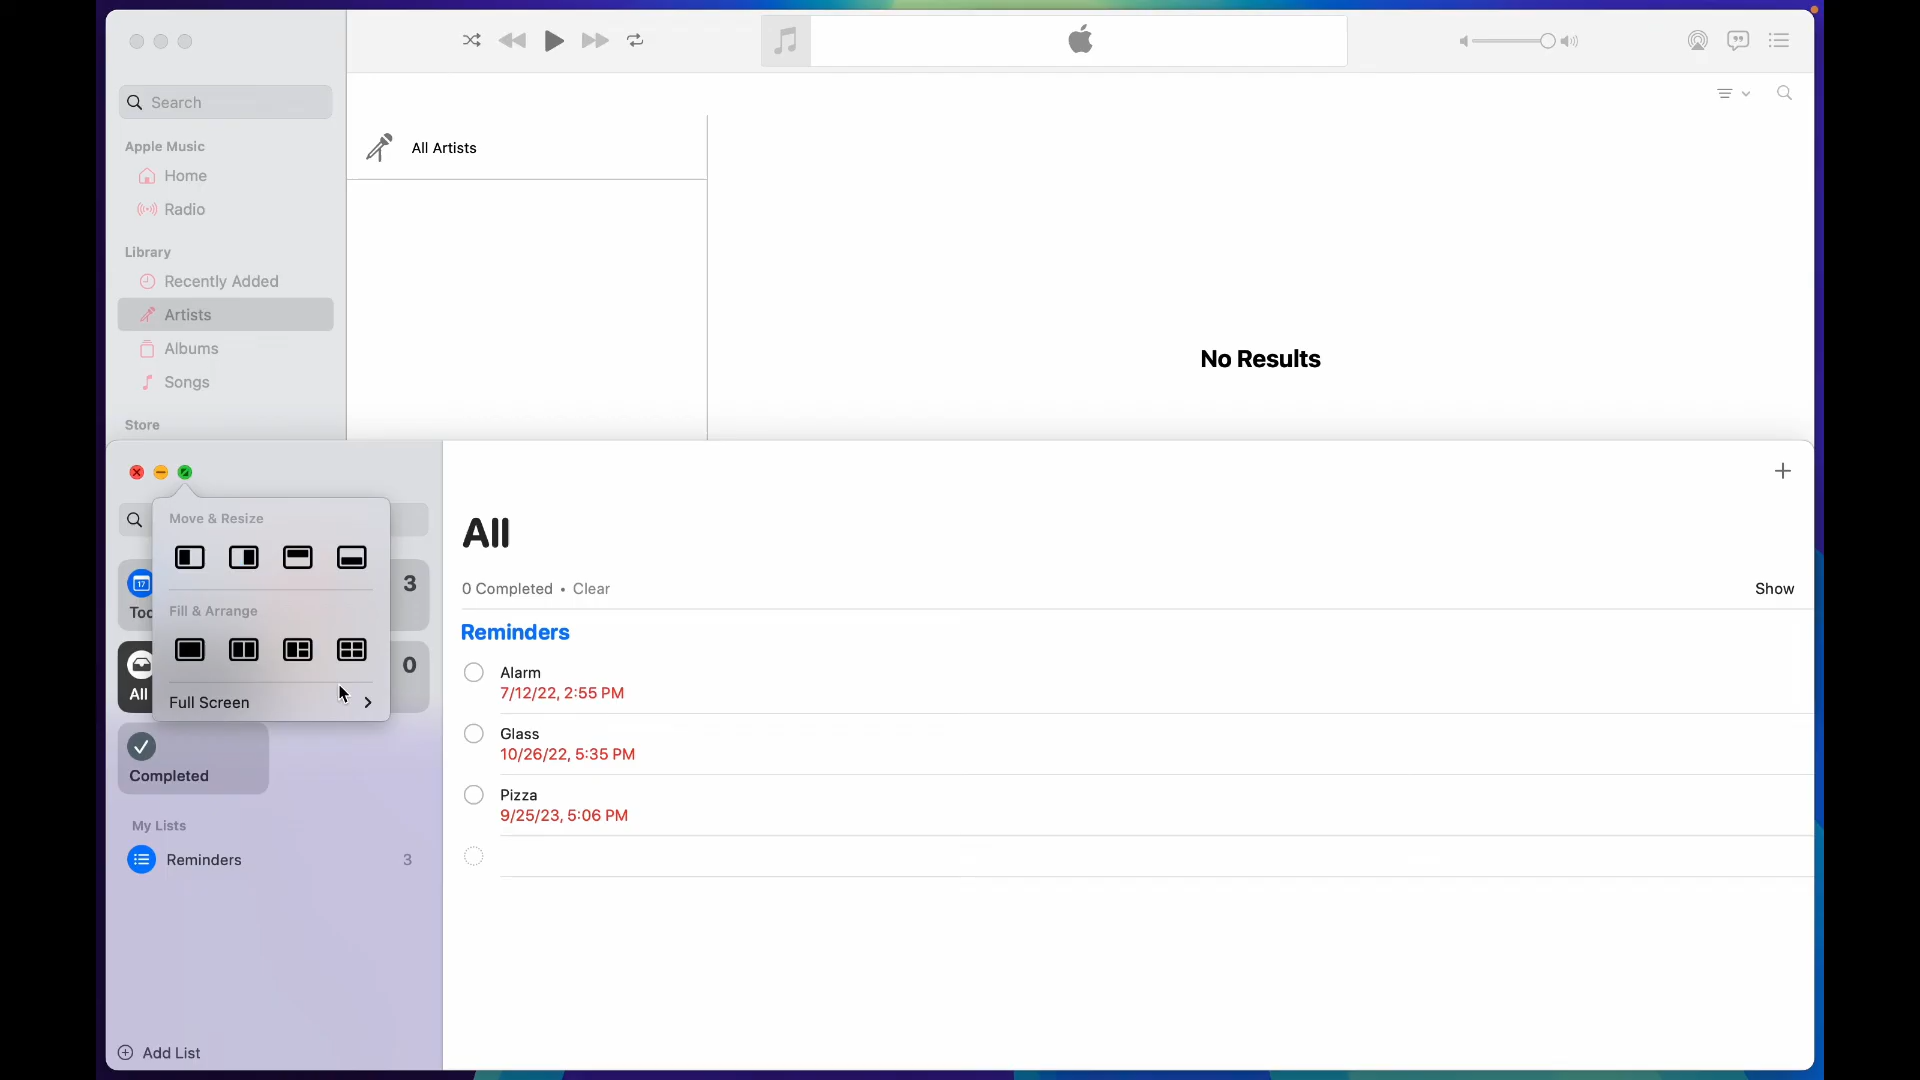 Search
Apple Music
Home
Radio
Library
Recently Added
Artists
Albums
Songs
Store
All Artists
No Results
Move & Resize
Fill & Arrange
Full Screen
17
3
Toc
0
All
Completed
My Lists
Reminders 3
Add List
All
0 Completed • Clear
Show
Reminders
Alarm
7/12/22, 2:55 PM
Glass
10/26/22, 5:35 PM
Pizza
9/25/23, 5:06 PM